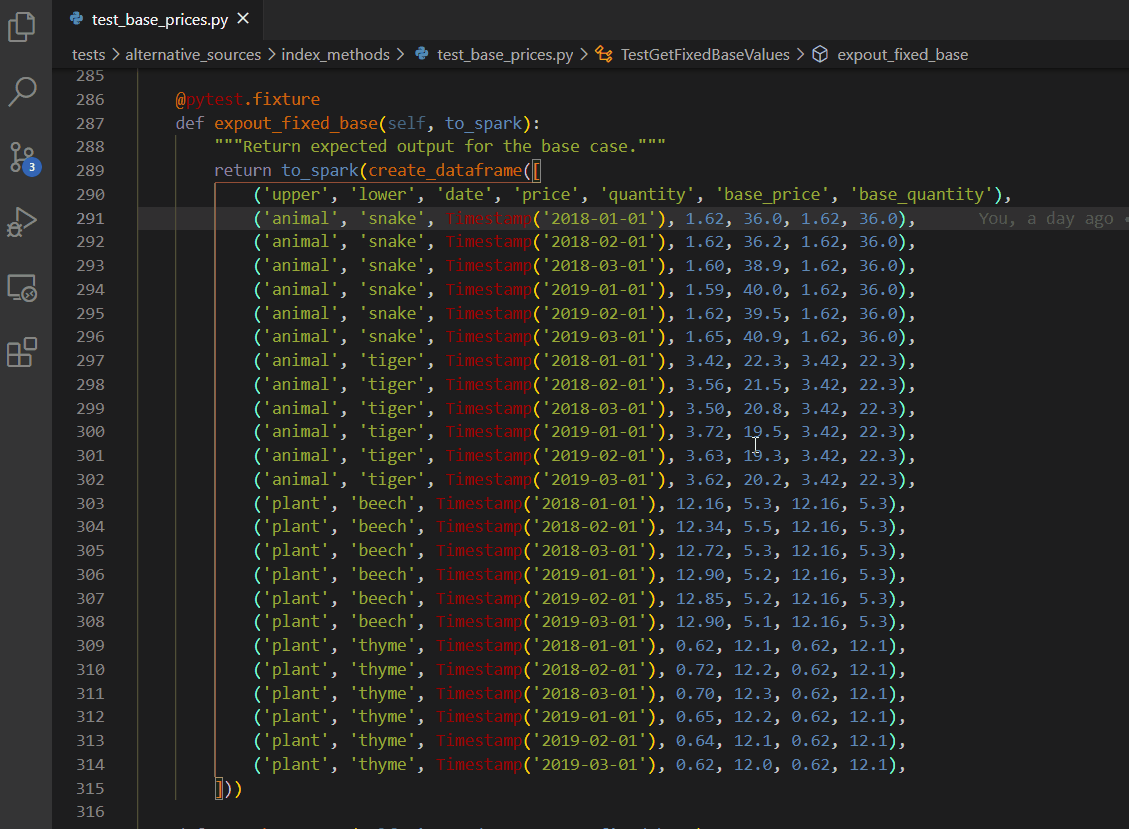 test_base_prices.py
3
tests > alternative_sources > index_methods > test_base_prices.py > TestGetFixedBaseValues > expout_fixed_base
285
286 @pytest.fixture
287 def expout_fixed_base(self, to_spark):
288 """Return expected output for the base case."""
289 return to_spark(create_dataframe([
290 ('upper', 'lower', 'date', 'price', 'quantity', 'base_price', 'base_quantity'),
291 ('animal', 'snake', Timestamp('2018-01-01'), 1.62, 36.0, 1.62, 36.0), You, a day ago •
292 ('animal', 'snake', Timestamp('2018-02-01'), 1.62, 36.2, 1.62, 36.0),
293 ('animal', 'snake', Timestamp('2018-03-01'), 1.60, 38.9, 1.62, 36.0),
294 ('animal', 'snake', Timestamp('2019-01-01'), 1.59, 40.0, 1.62, 36.0),
295 ('animal', 'snake', Timestamp('2019-02-01'), 1.62, 39.5, 1.62, 36.0),
296 ('animal', 'snake', Timestamp('2019-03-01'), 1.65, 40.9, 1.62, 36.0),
297 ('animal', 'tiger', Timestamp('2018-01-01'), 3.42, 22.3, 3.42, 22.3),
298 ('animal', 'tiger', Timestamp('2018-02-01'), 3.56, 21.5, 3.42, 22.3),
299 ('animal', 'tiger', Timestamp('2018-03-01'), 3.50, 20.8, 3.42, 22.3),
300 ('animal', 'tiger', Timestamp('2019-01-01'), 3.72, 19.5, 3.42, 22.3),
301 ('animal', 'tiger', Timestamp('2019-02-01'), 3.63, 19.3, 3.42, 22.3),
302 ('animal', 'tiger', Timestamp('2019-03-01'), 3.62, 20.2, 3.42, 22.3),
303 ('plant', 'beech', Timestamp('2018-01-01'), 12.16, 5.3, 12.16, 5.3),
304 ('plant', 'beech', Timestamp('2018-02-01'), 12.34, 5.5, 12.16, 5.3),
305 ('plant', 'beech', Timestamp('2018-03-01'), 12.72, 5.3, 12.16, 5.3),
306 ('plant', 'beech', Timestamp('2019-01-01'), 12.90, 5.2, 12.16, 5.3),
307 ('plant', 'beech', Timestamp('2019-02-01'), 12.85, 5.2, 12.16, 5.3),
308 ('plant', 'beech', Timestamp('2019-03-01'), 12.90, 5.1, 12.16, 5.3),
309 ('plant', 'thyme', Timestamp('2018-01-01'), 0.62, 12.1, 0.62, 12.1),
310 ('plant', 'thyme', Timestamp('2018-02-01'), 0.72, 12.2, 0.62, 12.1),
311 ('plant', 'thyme', Timestamp('2018-03-01'), 0.70, 12.3, 0.62, 12.1),
312 ('plant', 'thyme', Timestamp('2019-01-01'), 0.65, 12.2, 0.62, 12.1),
313 ('plant', 'thyme', Timestamp('2019-02-01'), 0.64, 12.1, 0.62, 12.1),
314 ('plant', 'thyme', Timestamp('2019-03-01'), 0.62, 12.0, 0.62, 12.1),
315 ]))
316